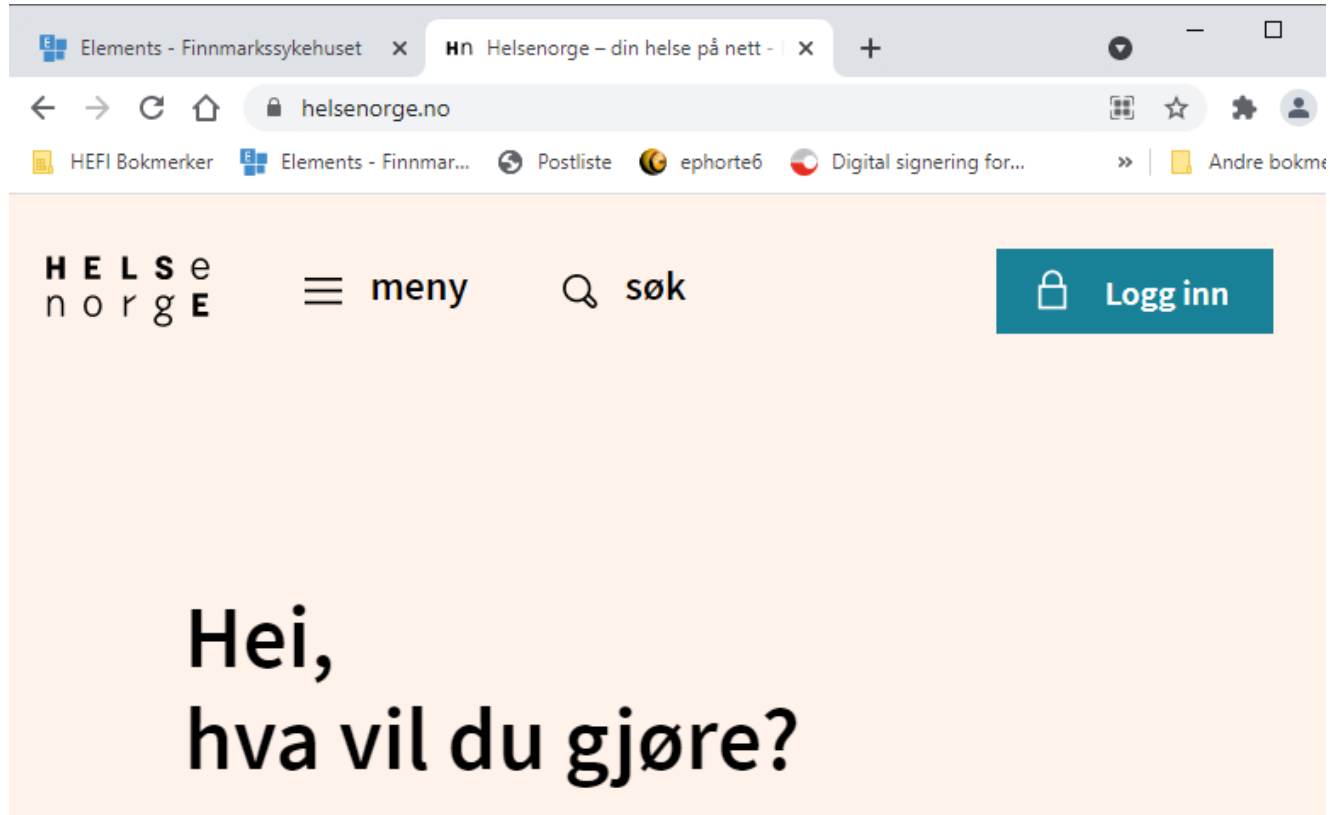 Elements - Finnmarkssykehuset
Hn Helsenorge – din helse på nett -
helsenorge.no
HEFI Bokmerker Elements - Finnmar... Postliste ephorte6 Digital signering for... » Andre bokme
HELSe
norgE
meny søk Logg inn
Hei,
hva vil du gjøre?